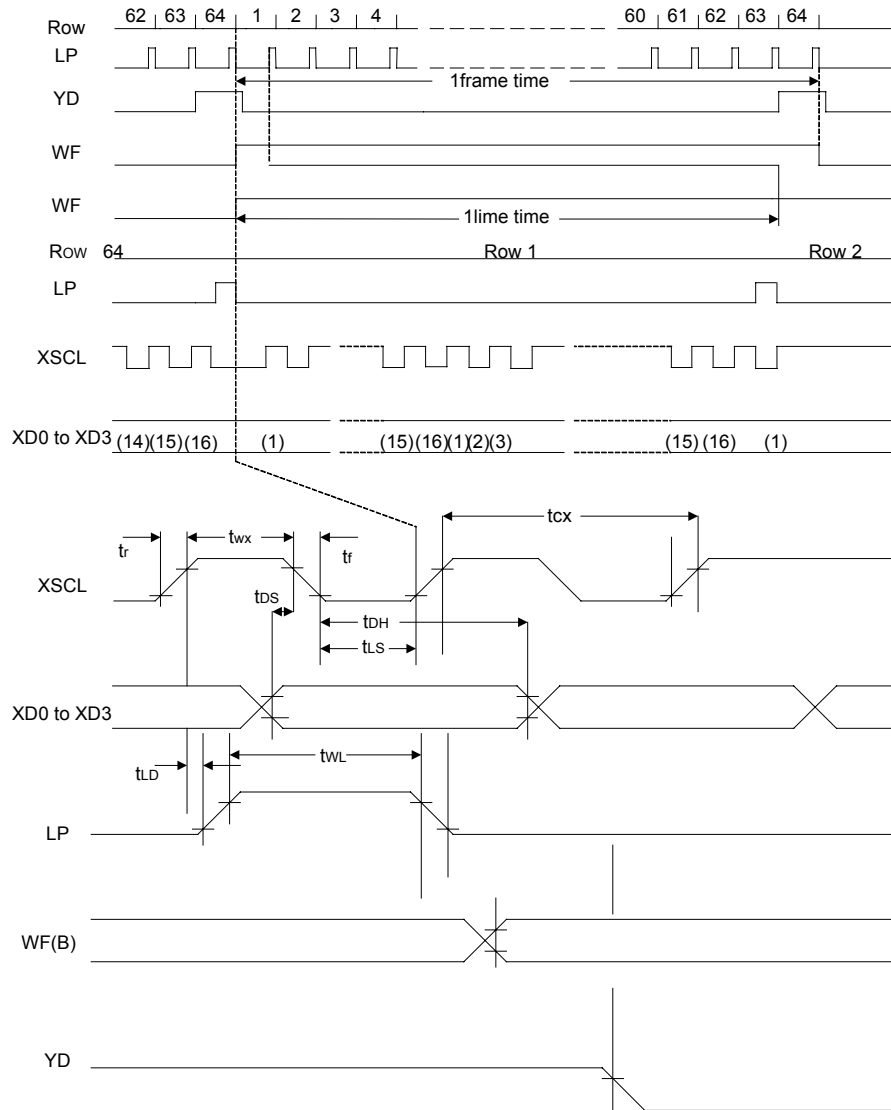 62 63 64 1 2 3 4 60 61 62 63 64
Row
LP
1frame time
YD
WF
WF
1lime time
Row 64 Row 1 Row 2
LP
XSCL
XD0 to XD3
(14)(15)(16) (1) (15)(16)(1)(2)(3) (15)(16) (1)
tcx
tr twx tf
XSCL
tDS
tDH
tLS
XD0 to XD3
tWL
tLD
LP
WF(B)
YD